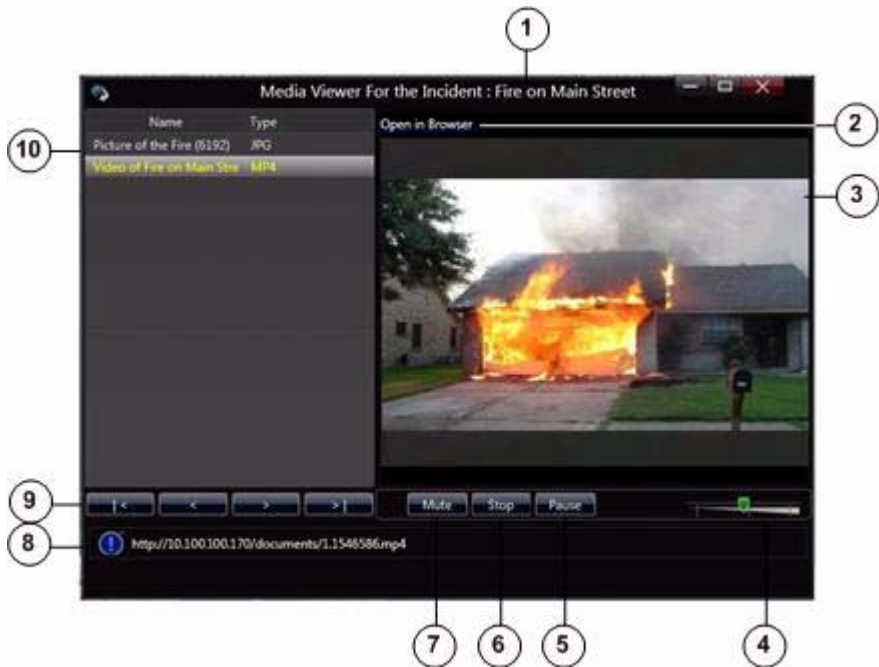 1
Media Viewer For the Incident : Fire on Main Street
Name Type
Open in Browser
2
10
Picture of the Fire (6192) JPG
Video of Fire on Main Stre MP4
3
9
|< < > >|
Mute Stop Pause
8
http://10.100.100.170/documents/1.1546586.mp4
7 6 5 4